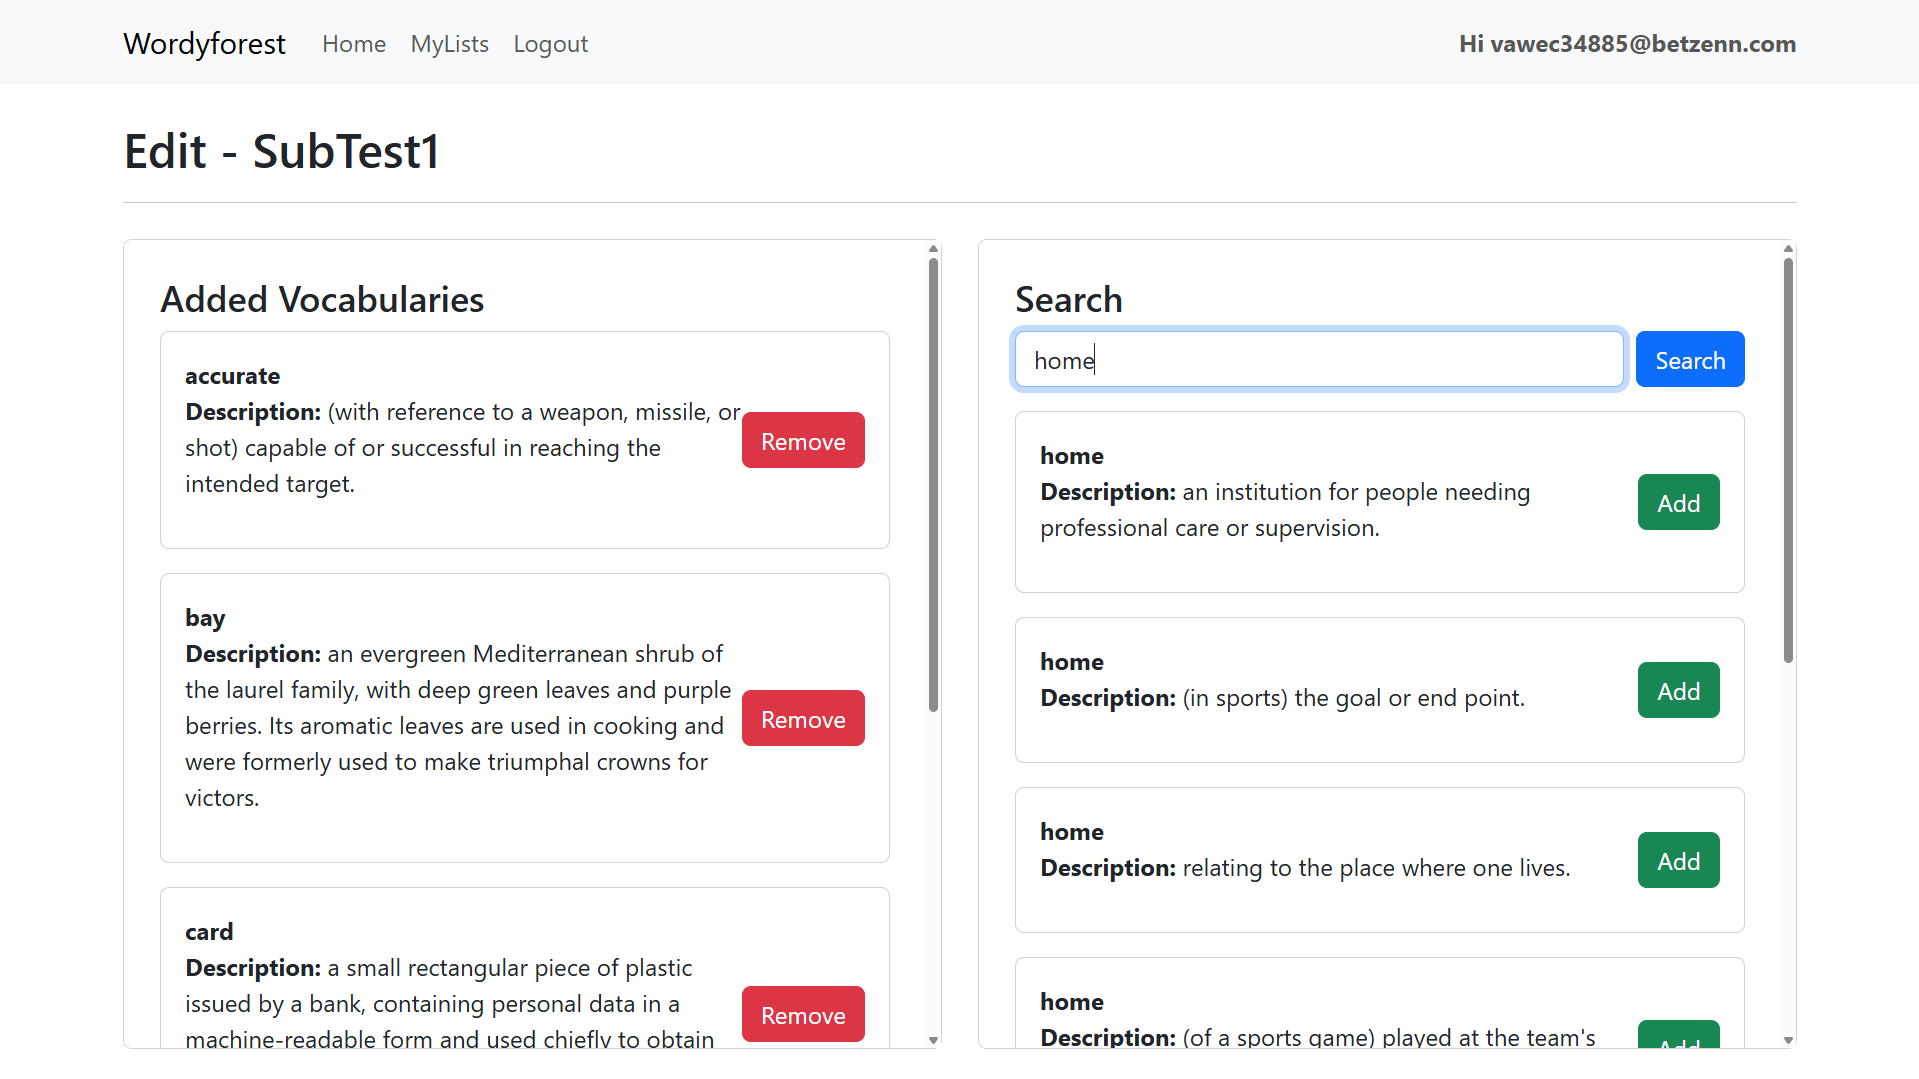 Wordyforest Home MyLists Logout Hi vawec34885@betzenn.com
Edit - SubTest1
Added Vocabularies
accurate
Description: (with reference to a weapon, missile, or
shot) capable of or successful in reaching the
intended target.
Remove
bay
Description: an evergreen Mediterranean shrub of
the laurel family, with deep green leaves and purple
berries. Its aromatic leaves are used in cooking and
were formerly used to make triumphal crowns for
victors.
Remove
card
Description: a small rectangular piece of plastic
issued by a bank, containing personal data in a
machine-readable form and used chiefly to obtain
Remove
Search
home
Search
home
Description: an institution for people needing
professional care or supervision.
Add
home
Description: (in sports) the goal or end point.
Add
home
Description: relating to the place where one lives.
Add
home
Description: (of a sports game) played at the team's
Add